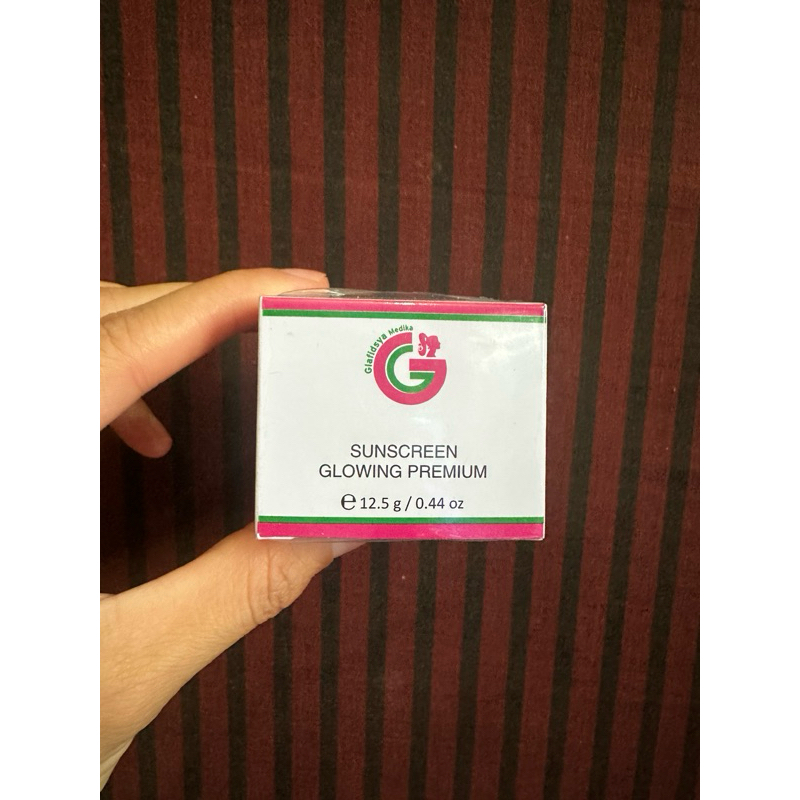 Glafidsya Medika
SUNSCREEN
GLOWING PREMIUM
℮ 12.5 g / 0.44 oz